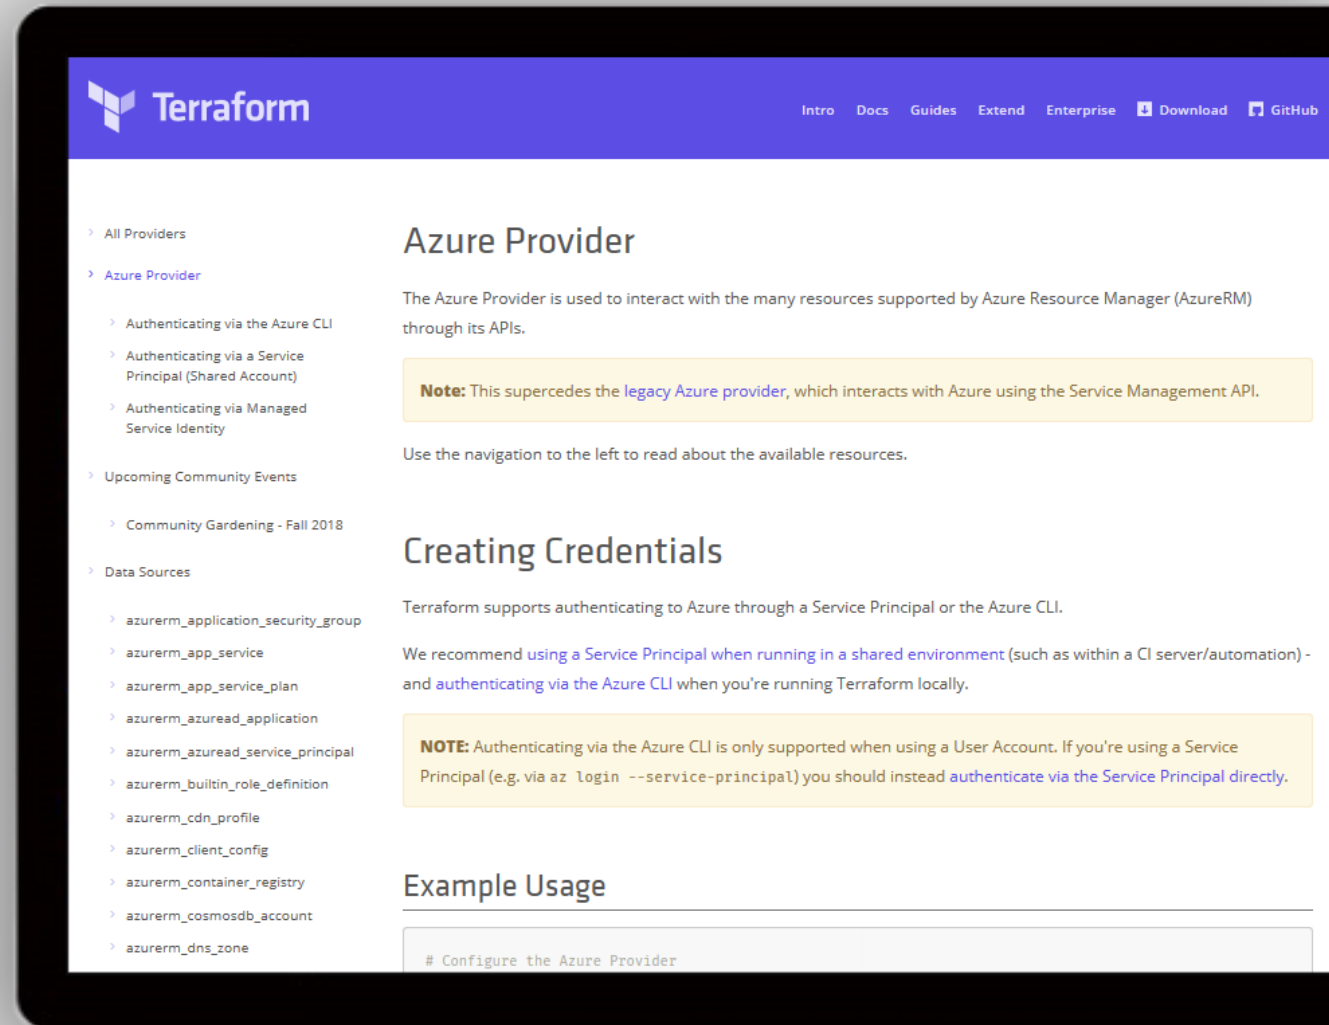 Terraform
Intro Docs Guides Extend Enterprise Download GitHub
All Providers
Azure Provider
Authenticating via the Azure CLI
Authenticating via a Service
Principal (Shared Account)
Authenticating via Managed
Service Identity
Upcoming Community Events
Community Gardening - Fall 2018
Data Sources
azurerm_application_security_group
azurerm_app_service
azurerm_app_service_plan
azurerm_azuread_application
azurerm_azuread_service_principal
azurerm_builtin_role_definition
azurerm_cdn_profile
azurerm_client_config
azurerm_container_registry
azurerm_cosmosdb_account
azurerm_dns_zone
Azure Provider
The Azure Provider is used to interact with the many resources supported by Azure Resource Manager (AzureRM)
through its APIs.
Note: This supercedes the legacy Azure provider, which interacts with Azure using the Service Management API.
Use the navigation to the left to read about the available resources.
Creating Credentials
Terraform supports authenticating to Azure through a Service Principal or the Azure CLI.
We recommend using a Service Principal when running in a shared environment (such as within a CI server/automation) -
and authenticating via the Azure CLI when you're running Terraform locally.
NOTE: Authenticating via the Azure CLI is only supported when using a User Account. If you're using a Service
Principal (e.g. via az login --service-principal) you should instead authenticate via the Service Principal directly.
Example Usage
# Configure the Azure Provider